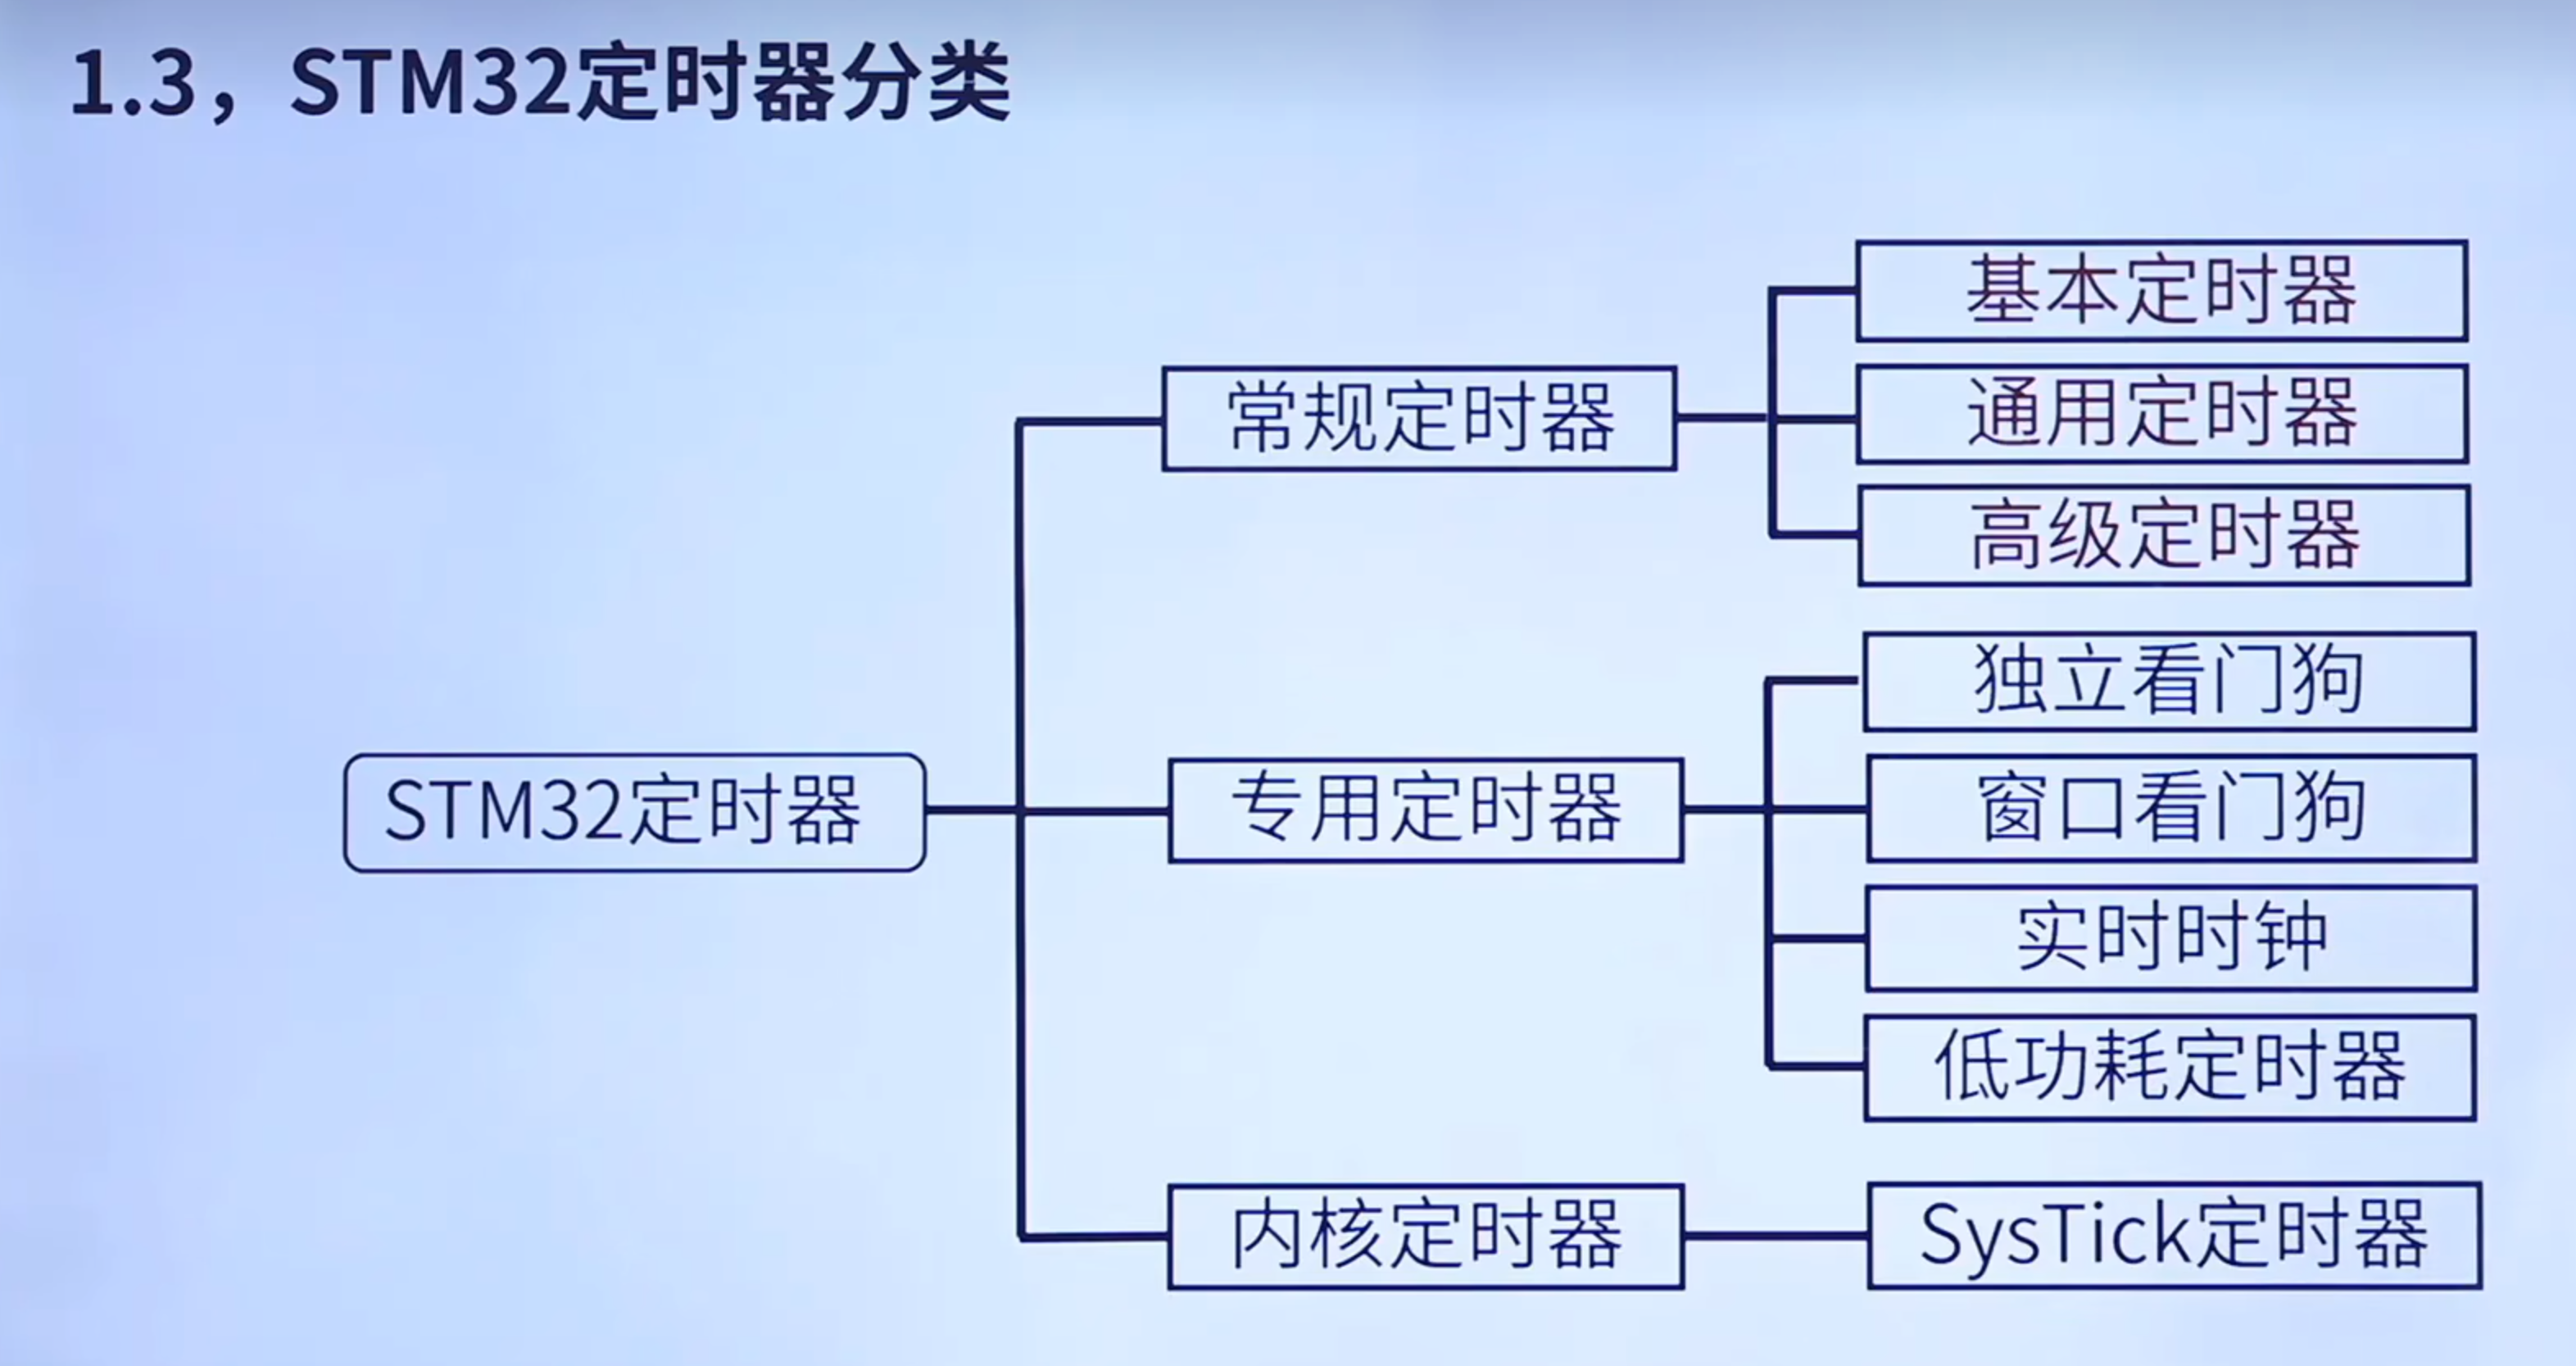 1.3，STM32定时器分类
基本定时器
常规定时器
通用定时器
高级定时器
独立看门狗
STM32定时器
专用定时器
窗口看门狗
实时时钟
低功耗定时器
内核定时器
SysTick定时器